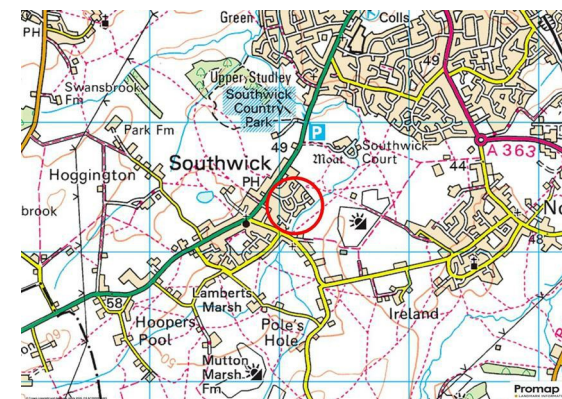 Green
Colls
PH
49
Upper Studley
Swansbrook
Fm
Southwick
Country
Park
Park Fm
P
49
Southwick
Court
Moat
A 363
Southwick
PH
44
Hoggington
brook
No
48
58
Lamberts
Marsh
Ireland
Hoopers
Pool
Pole's
Hole
Mutton
Marsh
Fm
50
Promap